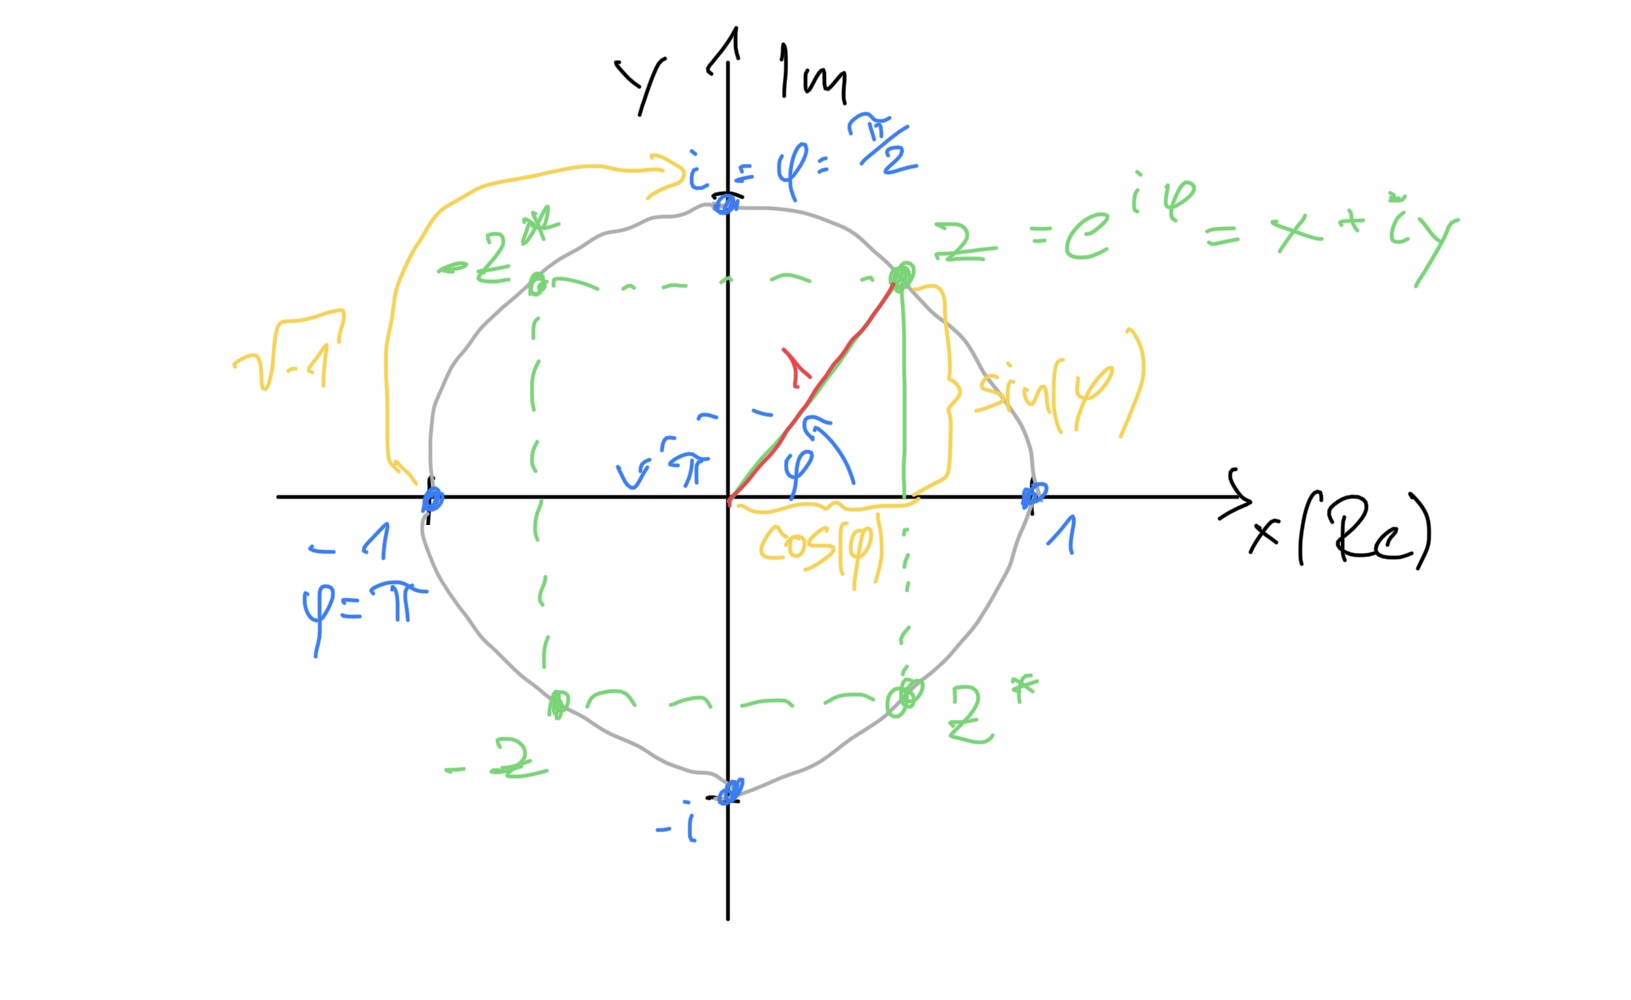 y Im
i = φ = π/2
-z*
z = e^{iφ} = x + iy
√-1
1
sin(φ)
π φ
-1
φ = π
cos(φ)
1
x (Re)
-z
z*
-i